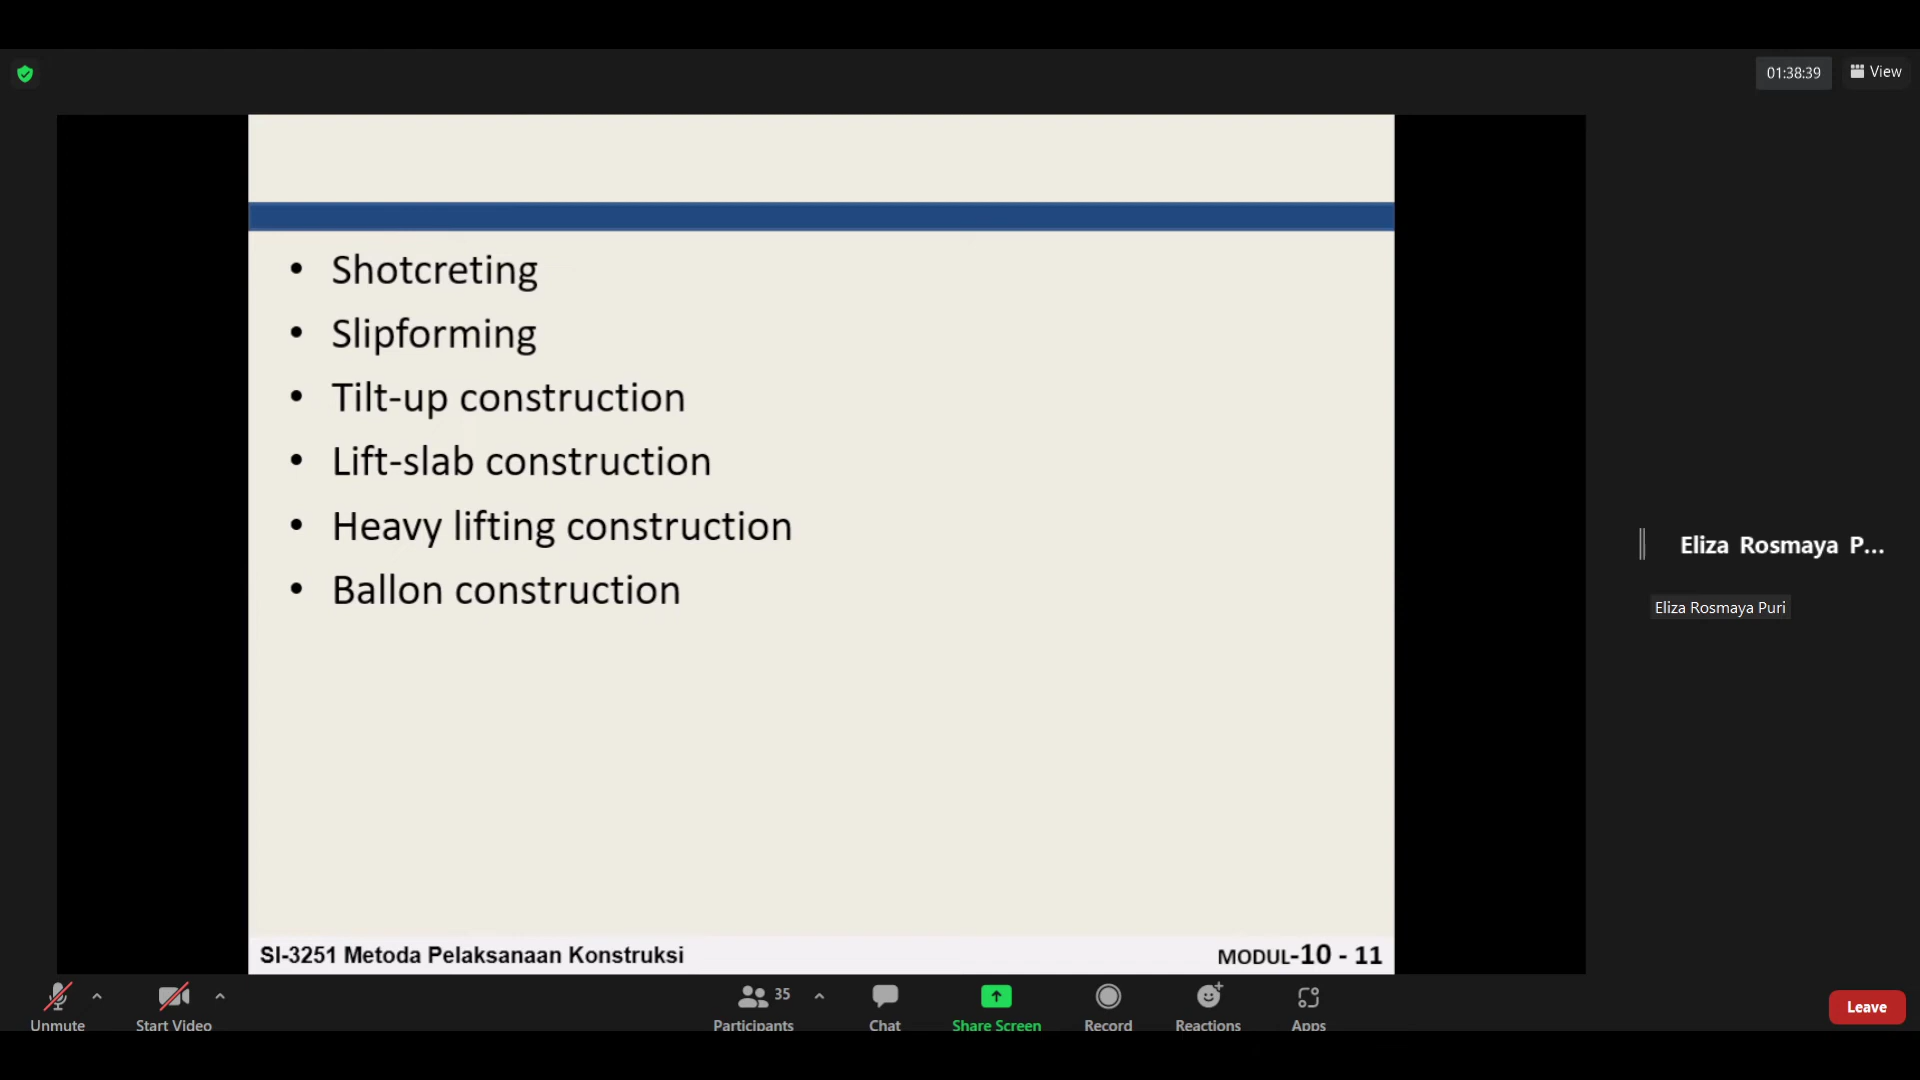 01:38:39
View
• Shotcreting
• Slipforming
• Tilt-up construction
• Lift-slab construction
• Heavy lifting construction
• Ballon construction
Eliza Rosmaya P...
Eliza Rosmaya Puri
SI-3251 Metoda Pelaksanaan Konstruksi
MODUL-10 - 11
Unmute
Start Video
35
Participants
Chat
Share Screen
Record
Reactions
Apps
Leave